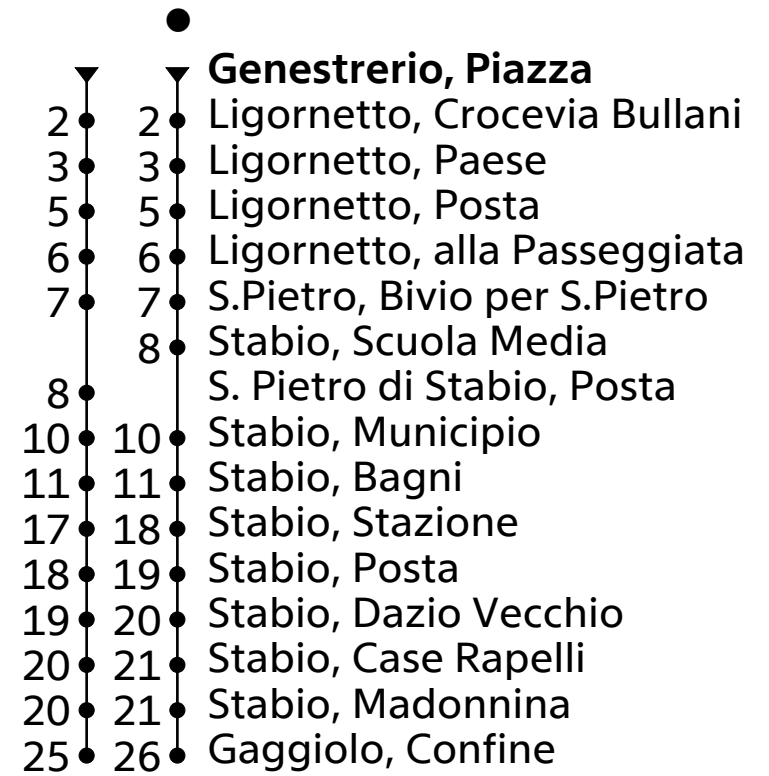 Genestrerio, Piazza
2 2 Ligornetto, Crocevia Bullani
3 3 Ligornetto, Paese
5 5 Ligornetto, Posta
6 6 Ligornetto, alla Passeggiata
7 7 S.Pietro, Bivio per S.Pietro
8 Stabio, Scuola Media
8 S. Pietro di Stabio, Posta
10 10 Stabio, Municipio
11 11 Stabio, Bagni
17 18 Stabio, Stazione
18 19 Stabio, Posta
19 20 Stabio, Dazio Vecchio
20 21 Stabio, Case Rapelli
20 21 Stabio, Madonnina
25 26 Gaggiolo, Confine